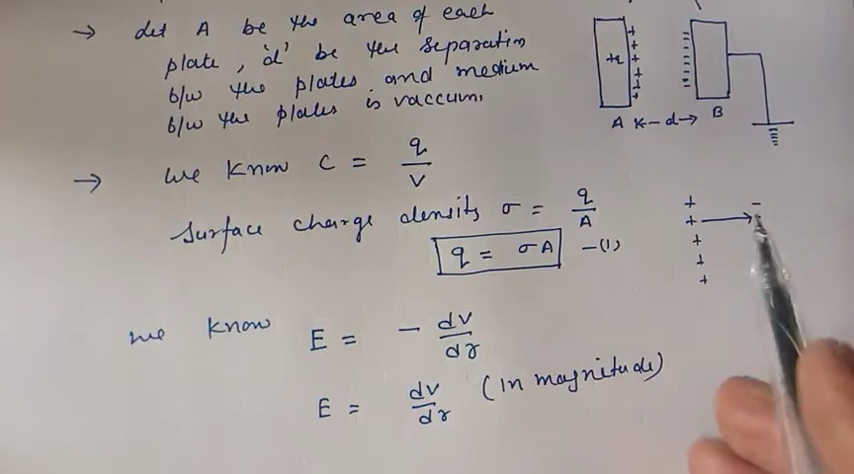 → Let A be the area of each
plate, 'd' be the separation
b/w the plates and medium
b/w the plates is vaccum.
+q
A K-d-> B
→ We know C = q/V
Surface charge density σ = q/A
q = σA -(1)
We know E = - dV/dr
E = dV/dr (In magnitude)